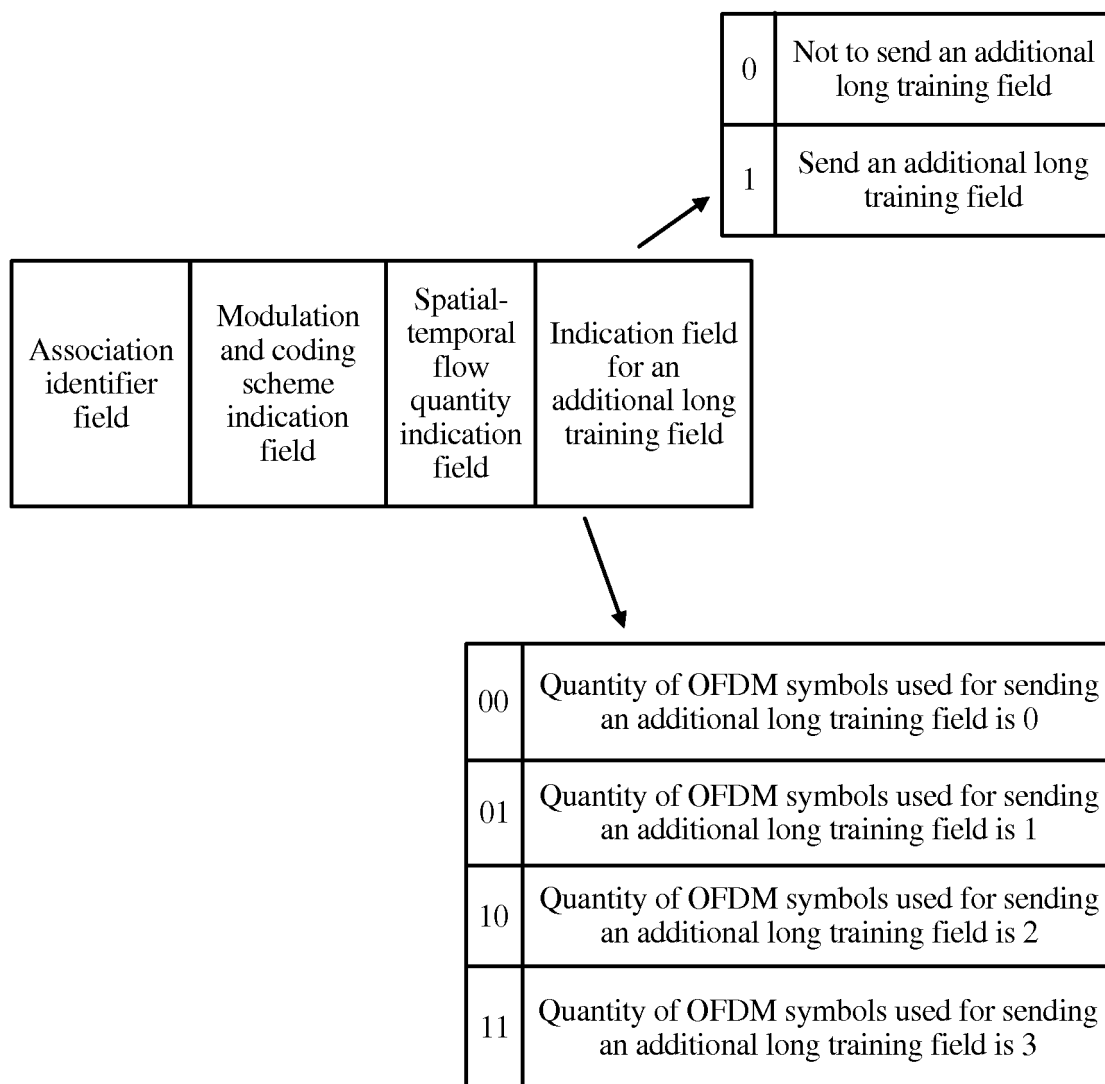 0
Not to send an additional
long training field
1
Send an additional long
training field
Association
identifier
field
Modulation
and coding
scheme
indication
field
Spatial-
temporal
flow
quantity
indication
field
Indication field
for an
additional long
training field
00
Quantity of OFDM symbols used for sending
an additional long training field is 0
01
Quantity of OFDM symbols used for sending
an additional long training field is 1
10
Quantity of OFDM symbols used for sending
an additional long training field is 2
11
Quantity of OFDM symbols used for sending
an additional long training field is 3